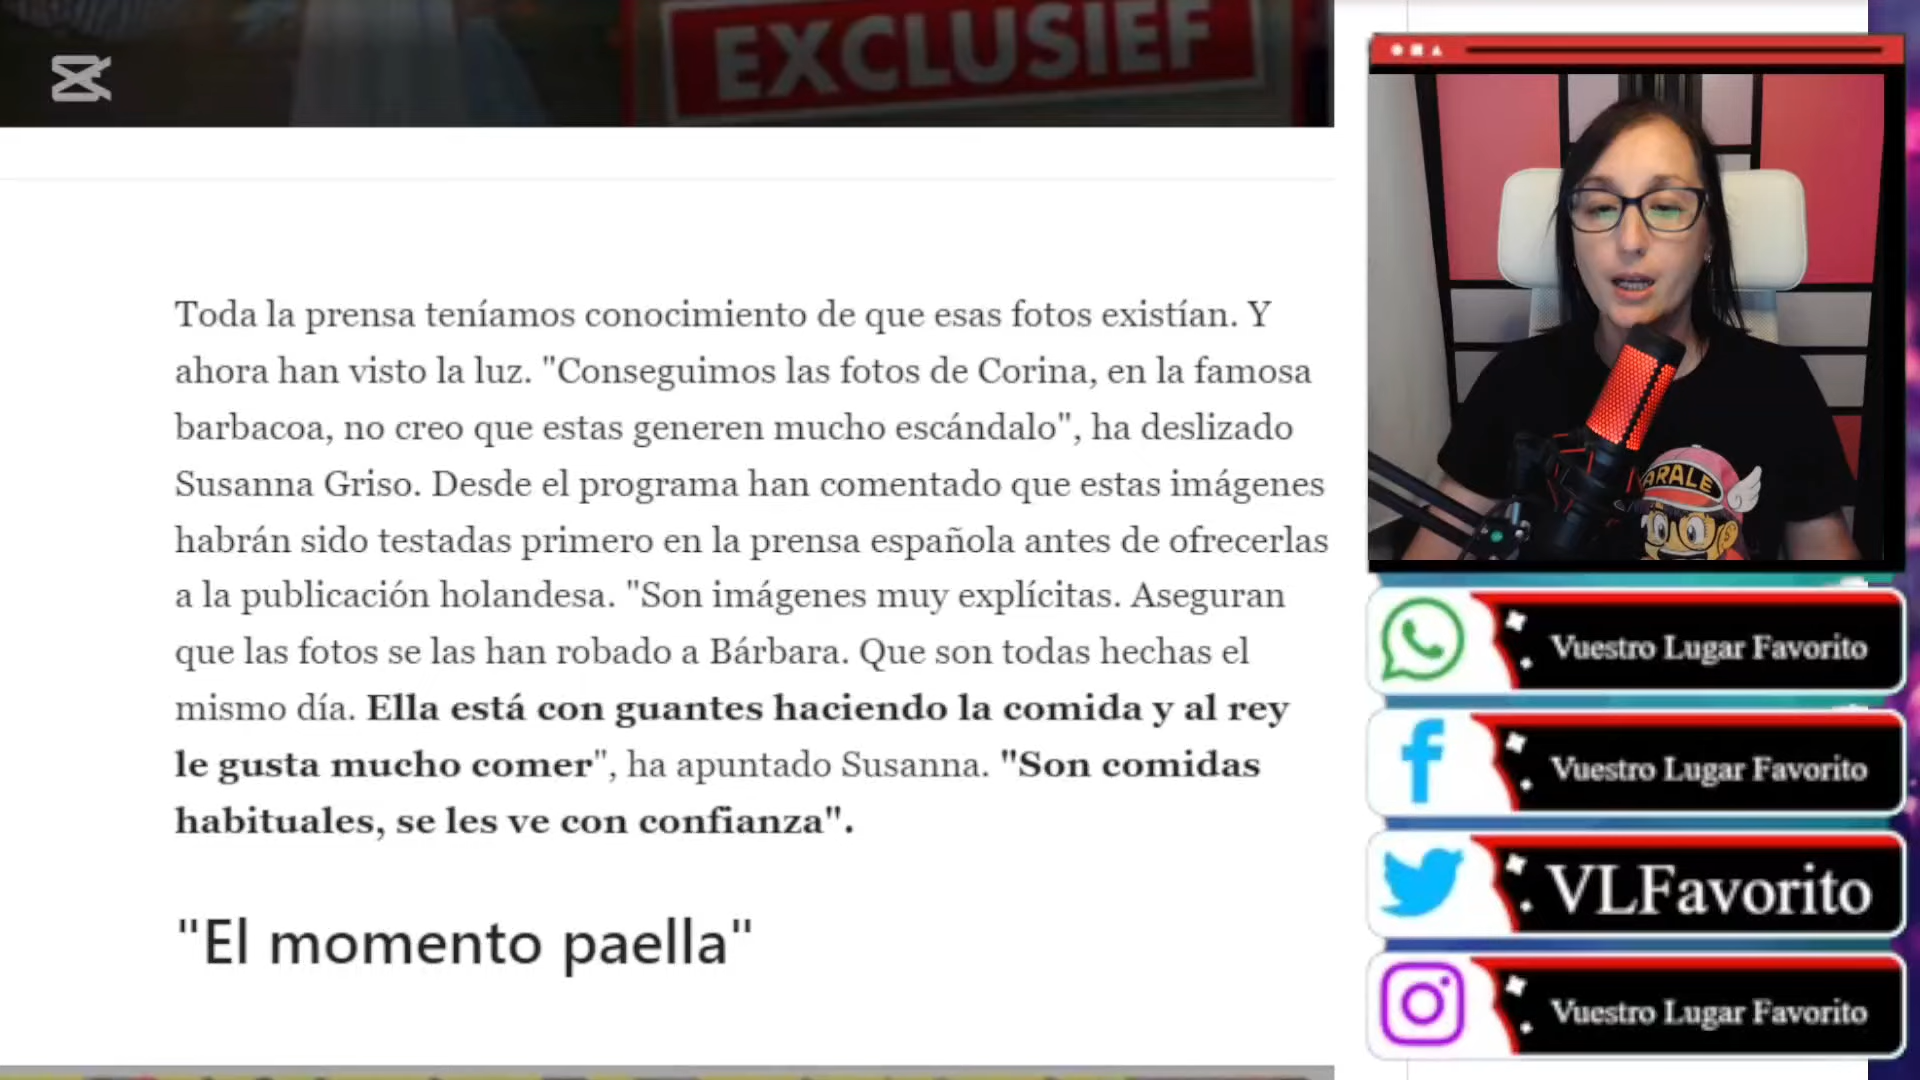 EXCLUSIEF
Toda la prensa teníamos conocimiento de que esas fotos existían. Y
ahora han visto la luz. "Conseguimos las fotos de Corina, en la famosa
barbacoa, no creo que estas generen mucho escándalo", ha deslizado
Susanna Griso. Desde el programa han comentado que estas imágenes
habrán sido testadas primero en la prensa española antes de ofrecerlas
a la publicación holandesa. "Son imágenes muy explícitas. Aseguran
que las fotos se las han robado a Bárbara. Que son todas hechas el
mismo día. Ella está con guantes haciendo la comida y al rey
le gusta mucho comer", ha apuntado Susanna. "Son comidas
habituales, se les ve con confianza".
"El momento paella"
ARALE
Vuestro Lugar Favorito
Vuestro Lugar Favorito
VLFavorito
Vuestro Lugar Favorito